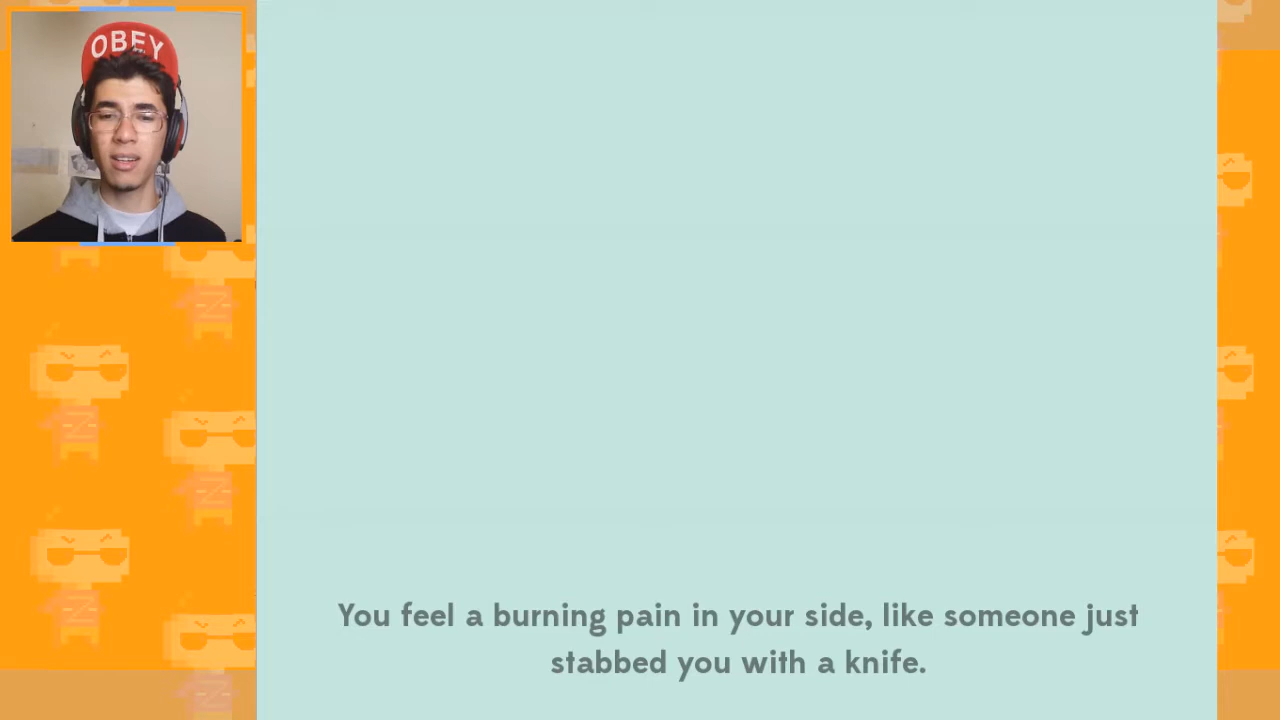 OBEY
You feel a burning pain in your side, like someone just
stabbed you with a knife.